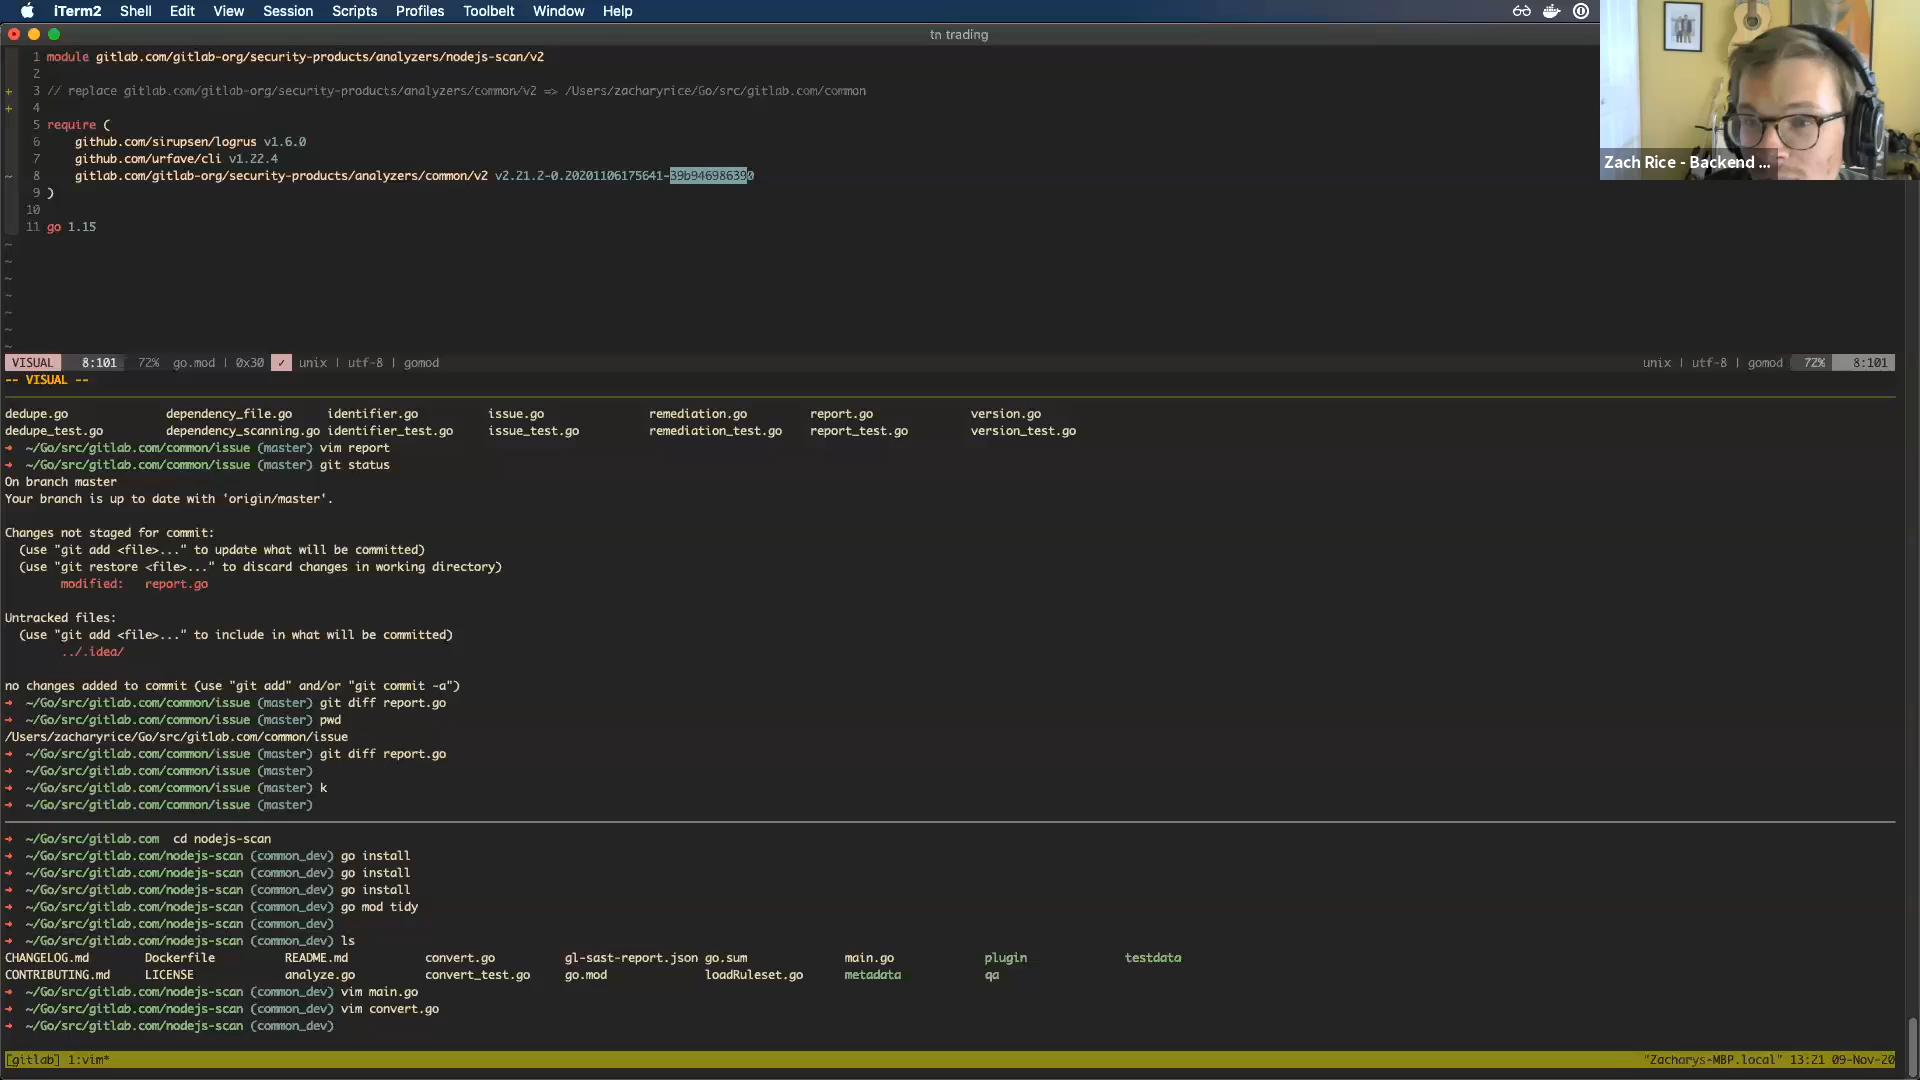 iTerm2 Shell Edit View Session Scripts Profiles Toolbelt Window Help
tn trading
Zach Rice - Backend ...
1 module gitlab.com/gitlab-org/security-products/analyzers/nodejs-scan/v2
2
+ 3 // replace gitlab.com/gitlab-org/security-products/analyzers/common/v2 => /Users/zacharyrice/Go/src/gitlab.com/common
+ 4
5 require (
6 github.com/sirupsen/logrus v1.6.0
7 github.com/urfave/cli v1.22.4
~ 8 gitlab.com/gitlab-org/security-products/analyzers/common/v2 v2.21.2-0.20201106175641-39b946986390
9 )
10
11 go 1.15
~
~
~
~
~
~
~
VISUAL 8:101 72% go.mod | 0x30 ✓ unix | utf-8 | gomod unix | utf-8 | gomod 72% 8:101
-- VISUAL --
dedupe.go dependency_file.go identifier.go issue.go remediation.go report.go version.go
dedupe_test.go dependency_scanning.go identifier_test.go issue_test.go remediation_test.go report_test.go version_test.go
➜ ~/Go/src/gitlab.com/common/issue (master) vim report
➜ ~/Go/src/gitlab.com/common/issue (master) git status
On branch master
Your branch is up to date with 'origin/master'.
Changes not staged for commit:
(use "git add <file>..." to update what will be committed)
(use "git restore <file>..." to discard changes in working directory)
modified: report.go
Untracked files:
(use "git add <file>..." to include in what will be committed)
../.idea/
no changes added to commit (use "git add" and/or "git commit -a")
➜ ~/Go/src/gitlab.com/common/issue (master) git diff report.go
➜ ~/Go/src/gitlab.com/common/issue (master) pwd
/Users/zacharyrice/Go/src/gitlab.com/common/issue
➜ ~/Go/src/gitlab.com/common/issue (master) git diff report.go
➜ ~/Go/src/gitlab.com/common/issue (master)
➜ ~/Go/src/gitlab.com/common/issue (master) k
➜ ~/Go/src/gitlab.com/common/issue (master)
➜ ~/Go/src/gitlab.com cd nodejs-scan
➜ ~/Go/src/gitlab.com/nodejs-scan (common_dev) go install
➜ ~/Go/src/gitlab.com/nodejs-scan (common_dev) go install
➜ ~/Go/src/gitlab.com/nodejs-scan (common_dev) go install
➜ ~/Go/src/gitlab.com/nodejs-scan (common_dev) go mod tidy
➜ ~/Go/src/gitlab.com/nodejs-scan (common_dev)
➜ ~/Go/src/gitlab.com/nodejs-scan (common_dev) ls
CHANGELOG.md Dockerfile README.md convert.go gl-sast-report.json go.sum main.go plugin testdata
CONTRIBUTING.md LICENSE analyze.go convert_test.go go.mod loadRuleset.go metadata qa
➜ ~/Go/src/gitlab.com/nodejs-scan (common_dev) vim main.go
➜ ~/Go/src/gitlab.com/nodejs-scan (common_dev) vim convert.go
➜ ~/Go/src/gitlab.com/nodejs-scan (common_dev)
[gitlab] 1:vim* "Zacharys-MBP.local" 13:21 09-Nov-20